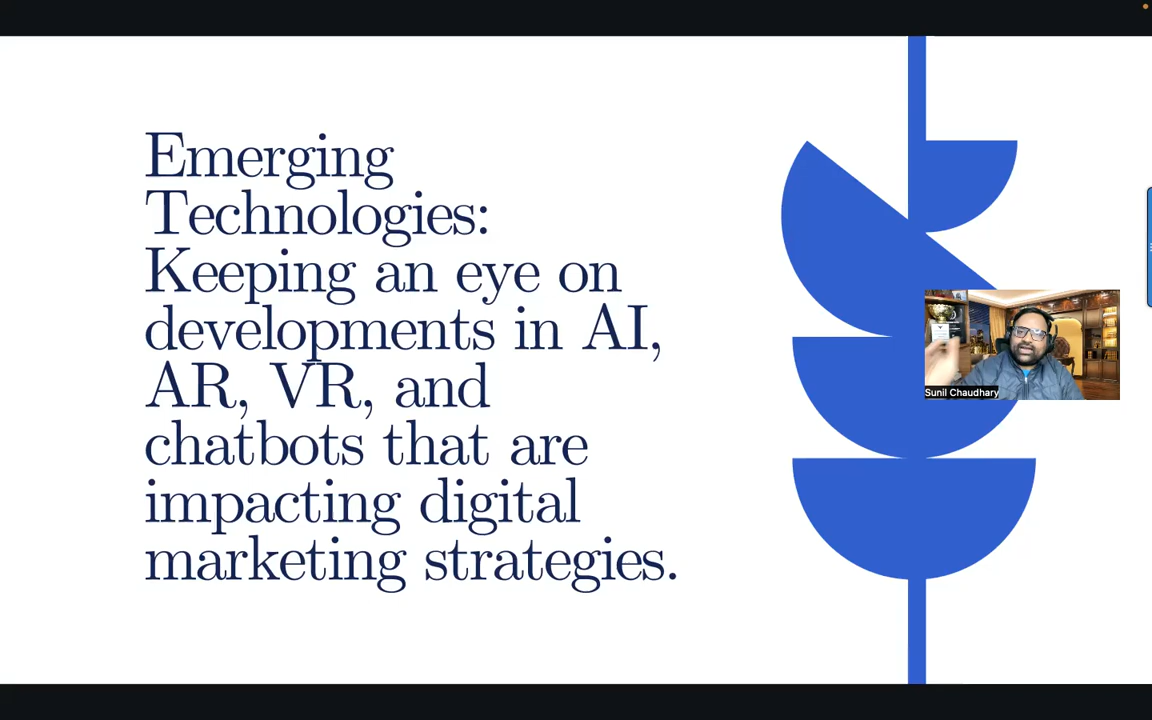 Emerging
Technologies:
Keeping an eye on
developments in AI,
AR, VR, and
chatbots that are
impacting digital
marketing strategies.
Sunil Chaudhary